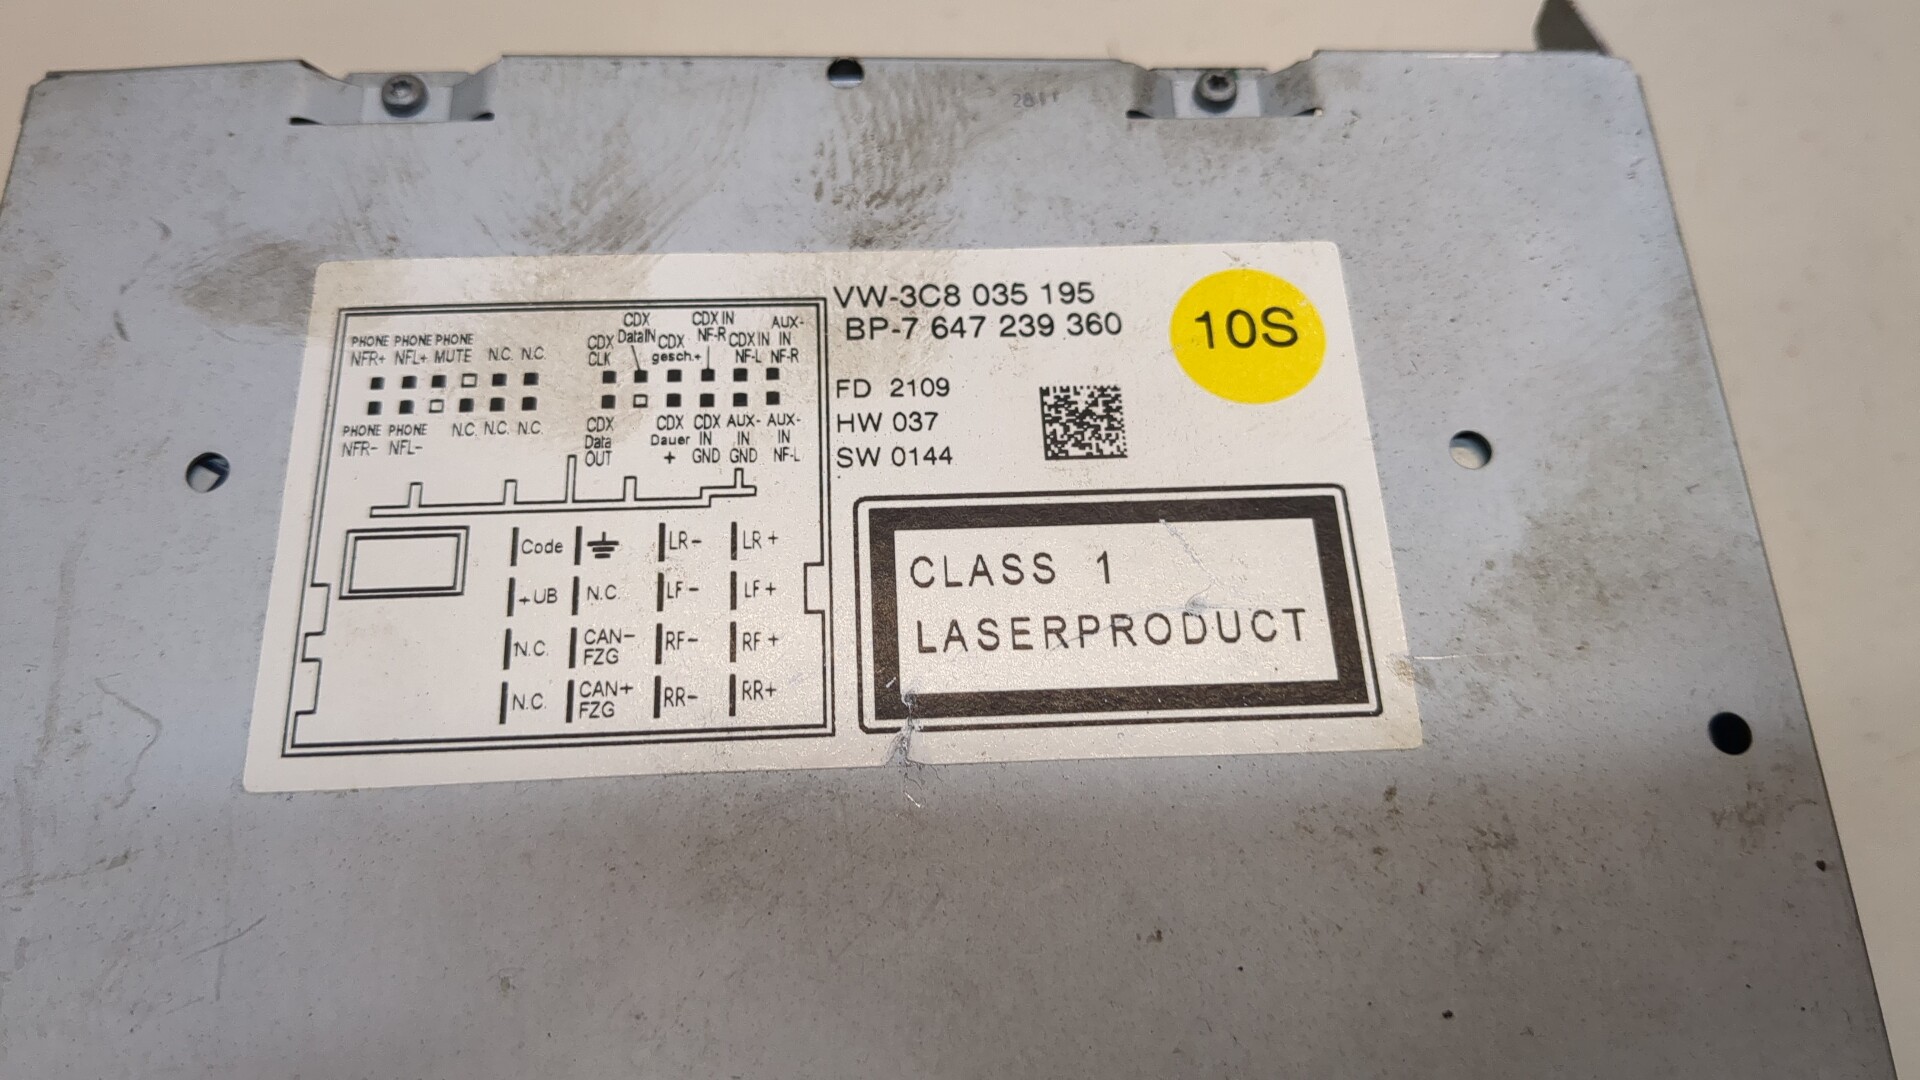 2811
VW-3C8 035 195
BP-7 647 239 360
10S
FD 2109
HW 037
SW 0144
CLASS 1
LASERPRODUCT
PHONE PHONE PHONE
NFR+ NFL+ MUTE N.C. N.C.
PHONE PHONE
NFR- NFL-
N.C. N.C. N.C.
CDX
CLK
CDX
DataIN
CDX
gesch.+
CDX IN
NF-R
CDX IN
NF-L
AUX-
IN
NF-R
CDX
Data
OUT
CDX
Dauer
+
CDX
IN
GND
AUX-
IN
GND
AUX-
IN
NF-L
Code LR- LR+
+UB N.C. LF- LF+
N.C. CAN- FZG RF- RF+
N.C. CAN+ FZG RR- RR+